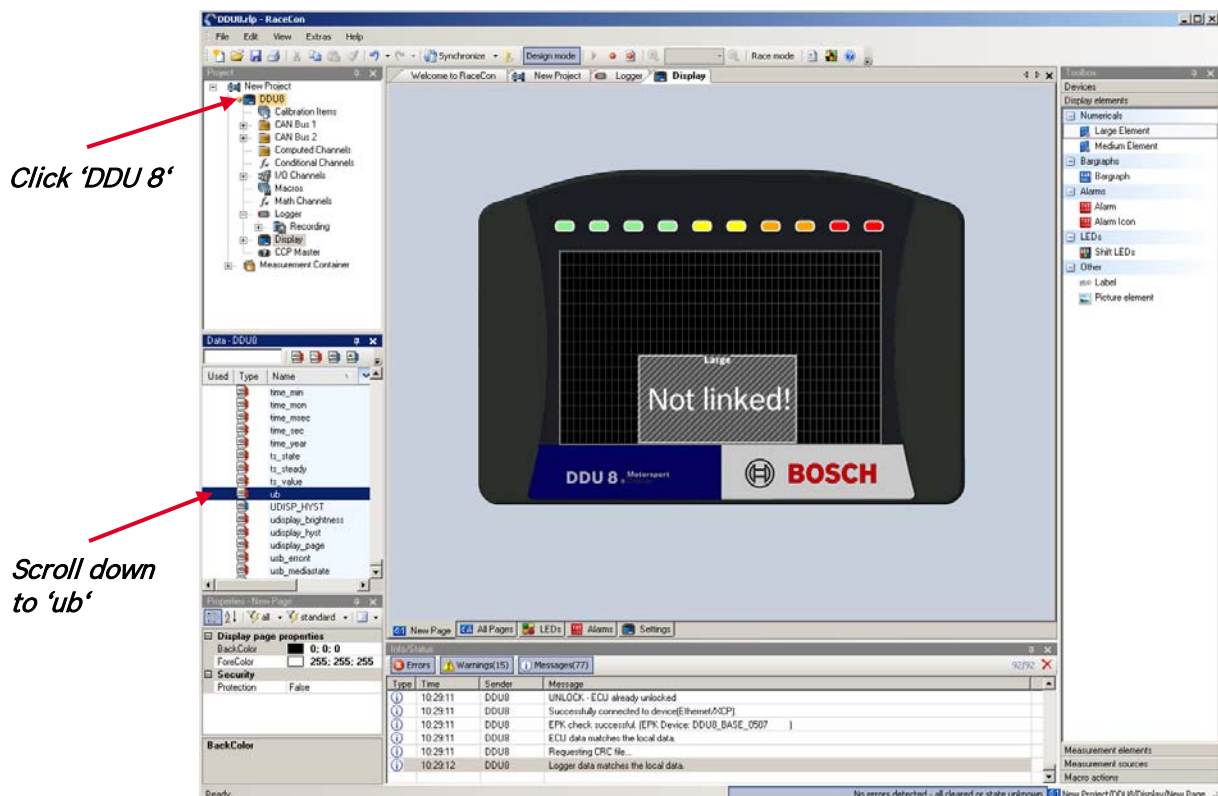 DDU8.rlp - RaceCon
File Edit View Extras Help
Synchronize Design mode Race mode
Project
Welcome to RaceCon New Project Logger Display
Toolbox
New Project
DDU8
Calibration Items
CAN Bus 1
CAN Bus 2
Computed Channels
Conditional Channels
I/O Channels
Macros
Math Channels
Logger
Recording
Display
CCP Master
Measurement Container
Click ‘DDU 8‘
Devices
Display elements
Numericals
Large Element
Medium Element
Bargraphs
Bargraph
Alarms
Alarm
Alarm Icon
LEDs
Shift LEDs
Other
Label
Picture element
Large
Not linked!
DDU 8 Motorsport
BOSCH
Data - DDU8
Used Type Name
time_min
time_mon
time_msec
time_sec
time_year
ts_state
ts_steady
ts_value
ub
UDISP_HYST
udisplay_brightness
udisplay_hyst
udisplay_page
usb_errcnt
usb_mediastate
Scroll down
to ‘ub‘
Properties - New Page
all standard
Display page properties
BackColor 0; 0; 0
ForeColor 255; 255; 255
Security
Protection False
BackColor
New Page All Pages LEDs Alarms Settings
Info/Status
Errors Warnings(15) Messages(77) 92/92
Type Time Sender Message
10:29:11 DDU8 UNLOCK - ECU already unlocked
10:29:11 DDU8 Successfully connected to device(Ethernet/XCP).
10:29:11 DDU8 EPK check successful. (EPK Device: DDU8_BASE_0507 )
10:29:11 DDU8 ECU data matches the local data.
10:29:11 DDU8 Requesting CRC file...
10:29:12 DDU8 Logger data matches the local data.
Measurement elements
Measurement sources
Macro actions
Ready
No errors detected - all cleared or state unknown New Project/DDU8/Display/New Page